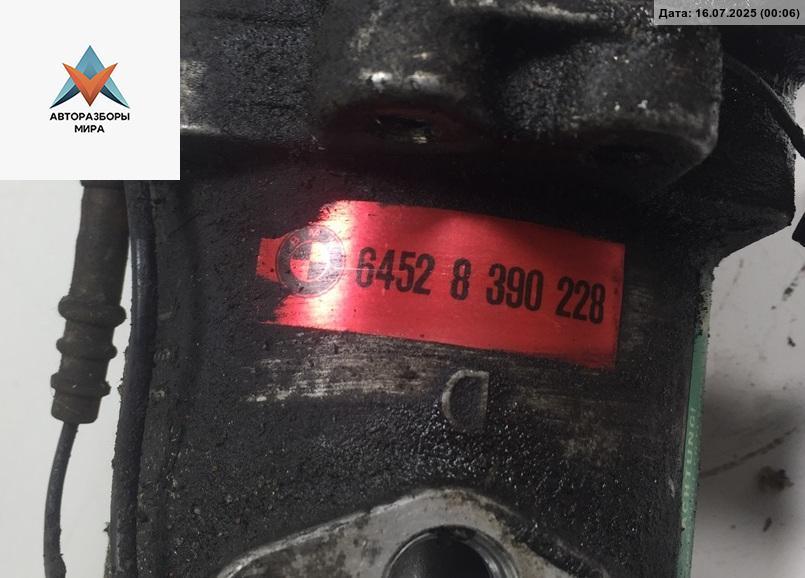 Дата: 16.07.2025 (00:06)
АВТОРАЗБОРЫ
МИРА
6452 8 390 228
D